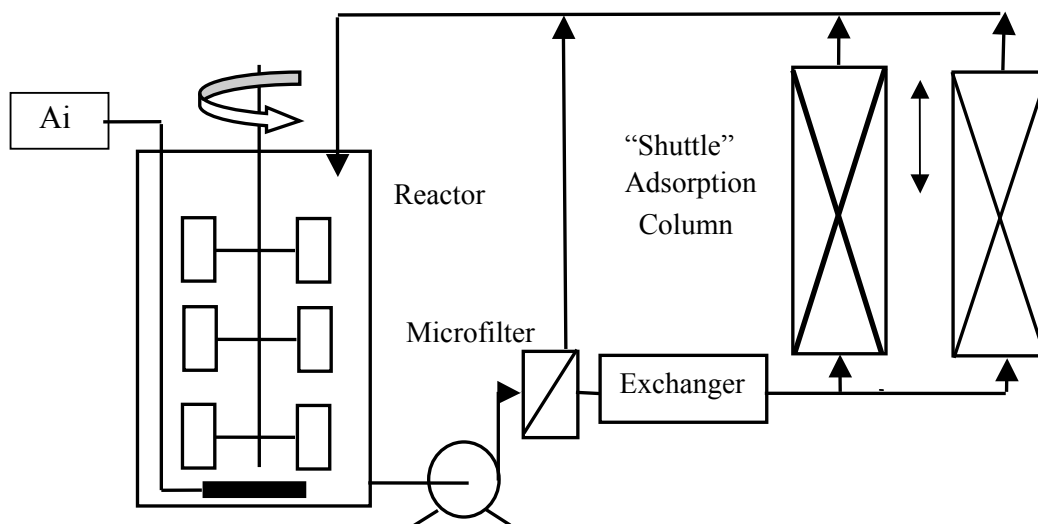 Ai
Reactor
“Shuttle”
Adsorption
Column
Microfilter
Exchanger